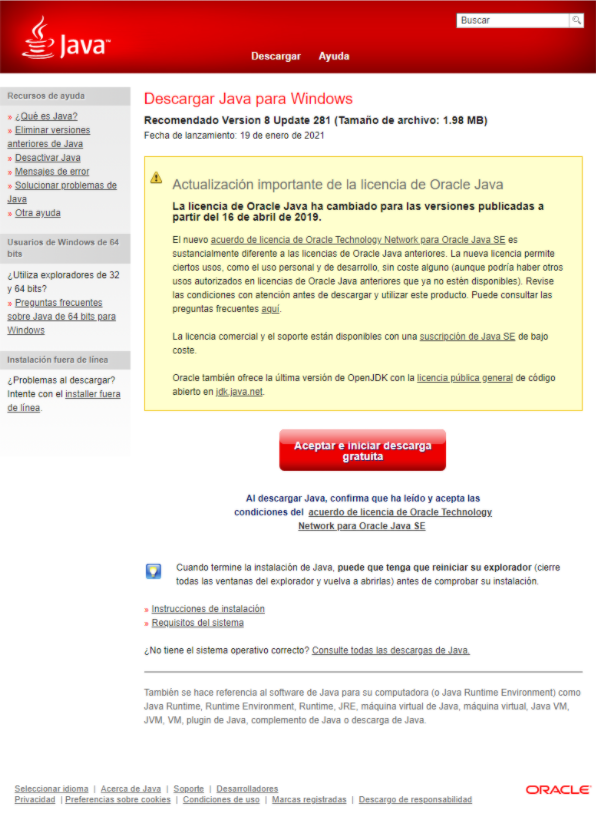 Java™
Buscar
Descargar Ayuda
Recursos de ayuda
» ¿Qué es Java?
» Eliminar versiones
anteriores de Java
» Desactivar Java
» Mensajes de error
» Solucionar problemas de
Java
» Otra ayuda
Usuarios de Windows de 64
bits
¿Utiliza exploradores de 32
y 64 bits?
» Preguntas frecuentes
sobre Java de 64 bits para
Windows
Instalación fuera de línea
¿Problemas al descargar?
Intente con el installer fuera
de línea.
Descargar Java para Windows
Recomendado Version 8 Update 281 (Tamaño de archivo: 1.98 MB)
Fecha de lanzamiento: 19 de enero de 2021
Actualización importante de la licencia de Oracle Java
La licencia de Oracle Java ha cambiado para las versiones publicadas a
partir del 16 de abril de 2019.
El nuevo acuerdo de licencia de Oracle Technology Network para Oracle Java SE es
sustancialmente diferente a las licencias de Oracle Java anteriores. La nueva licencia permite
ciertos usos, como el uso personal y de desarrollo, sin coste alguno (aunque podría haber otros
usos autorizados en licencias de Oracle Java anteriores que ya no estèn disponibles). Revise
las condiciones con atención antes de descargar y utilizar este producto. Puede consultar las
preguntas frecuentes aquí.
La licencia comercial y el soporte están disponibles con una suscripción de Java SE de bajo
coste.
Oracle también ofrece la última versión de OpenJDK con la licencia pública general de código
abierto en jdk.java.net.
Aceptar e iniciar descarga
gratuita
Al descargar Java, confirma que ha leído y acepta las
condiciones del acuerdo de licencia de Oracle Technology
Network para Oracle Java SE
Cuando termine la instalación de Java, puede que tenga que reiniciar su explorador (cierre
todas las ventanas del explorador y vuelva a abrirlas) antes de comprobar su instalación.
» Instrucciones de instalación
» Requisitos del sistema
¿No tiene el sistema operativo correcto? Consulte todas las descargas de Java.
También se hace referencia al software de Java para su computadora (o Java Runtime Environment) como
Java Runtime, Runtime Environment, Runtime, JRE, máquina virtual de Java, máquina virtual, Java VM,
JVM, VM, plugin de Java, complemento de Java o descarga de Java.
Seleccionar idioma | Acerca de Java | Soporte | Desarrolladores
Privacidad | Preferencias sobre cookies | Condiciones de uso | Marcas registradas | Descargo de responsabilidad
ORACLE